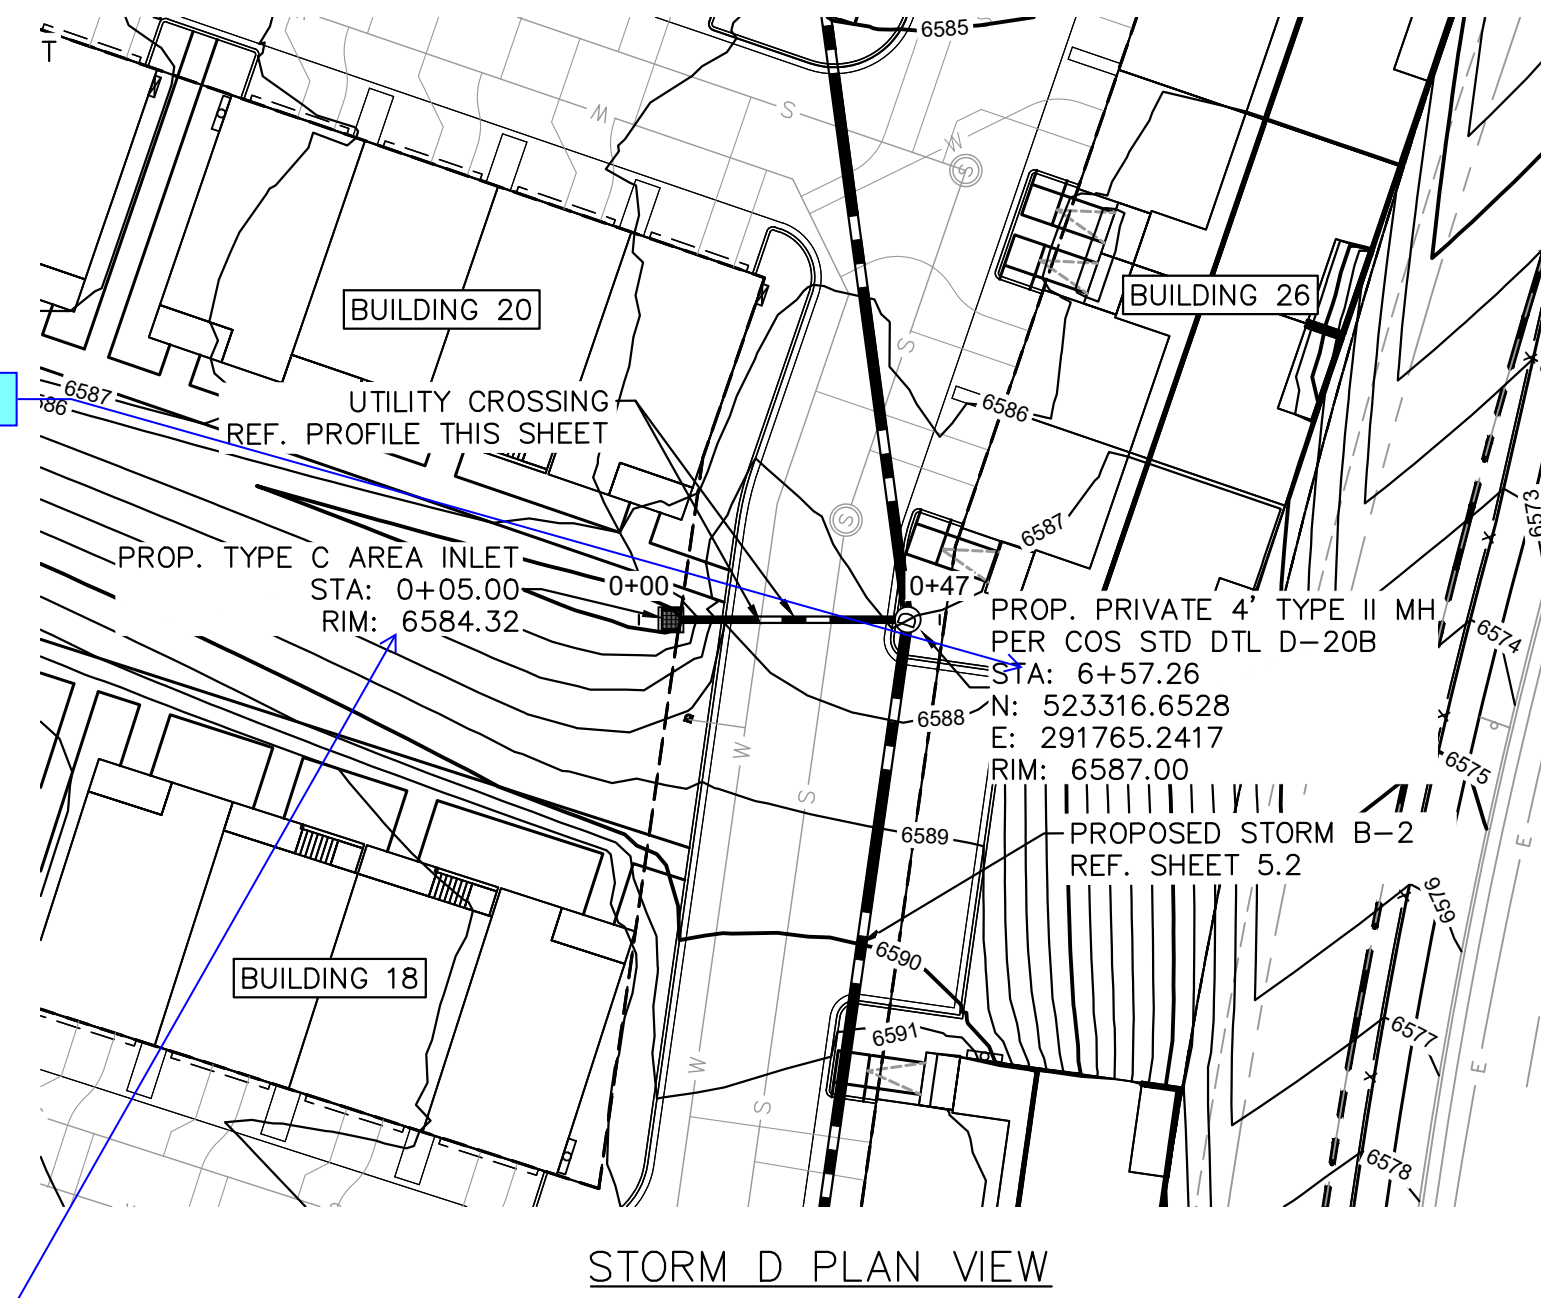 T
6585
W
S
W
S
BUILDING 20
BUILDING 26
S
6587
UTILITY CROSSING
REF. PROFILE THIS SHEET
6586
S
6587
6573
PROP. TYPE C AREA INLET
STA: 0+05.00
RIM: 6584.32
0+00
0+47
PROP. PRIVATE 4' TYPE II MH
PER COS STD DTL D-20B
STA: 6+57.26
N: 523316.6528
E: 291765.2417
RIM: 6587.00
6574
6588
W
S
6575
6589
PROPOSED STORM B-2
REF. SHEET 5.2
E
6576
6590
BUILDING 18
6591
6577
W
S
E
6578
STORM D PLAN VIEW